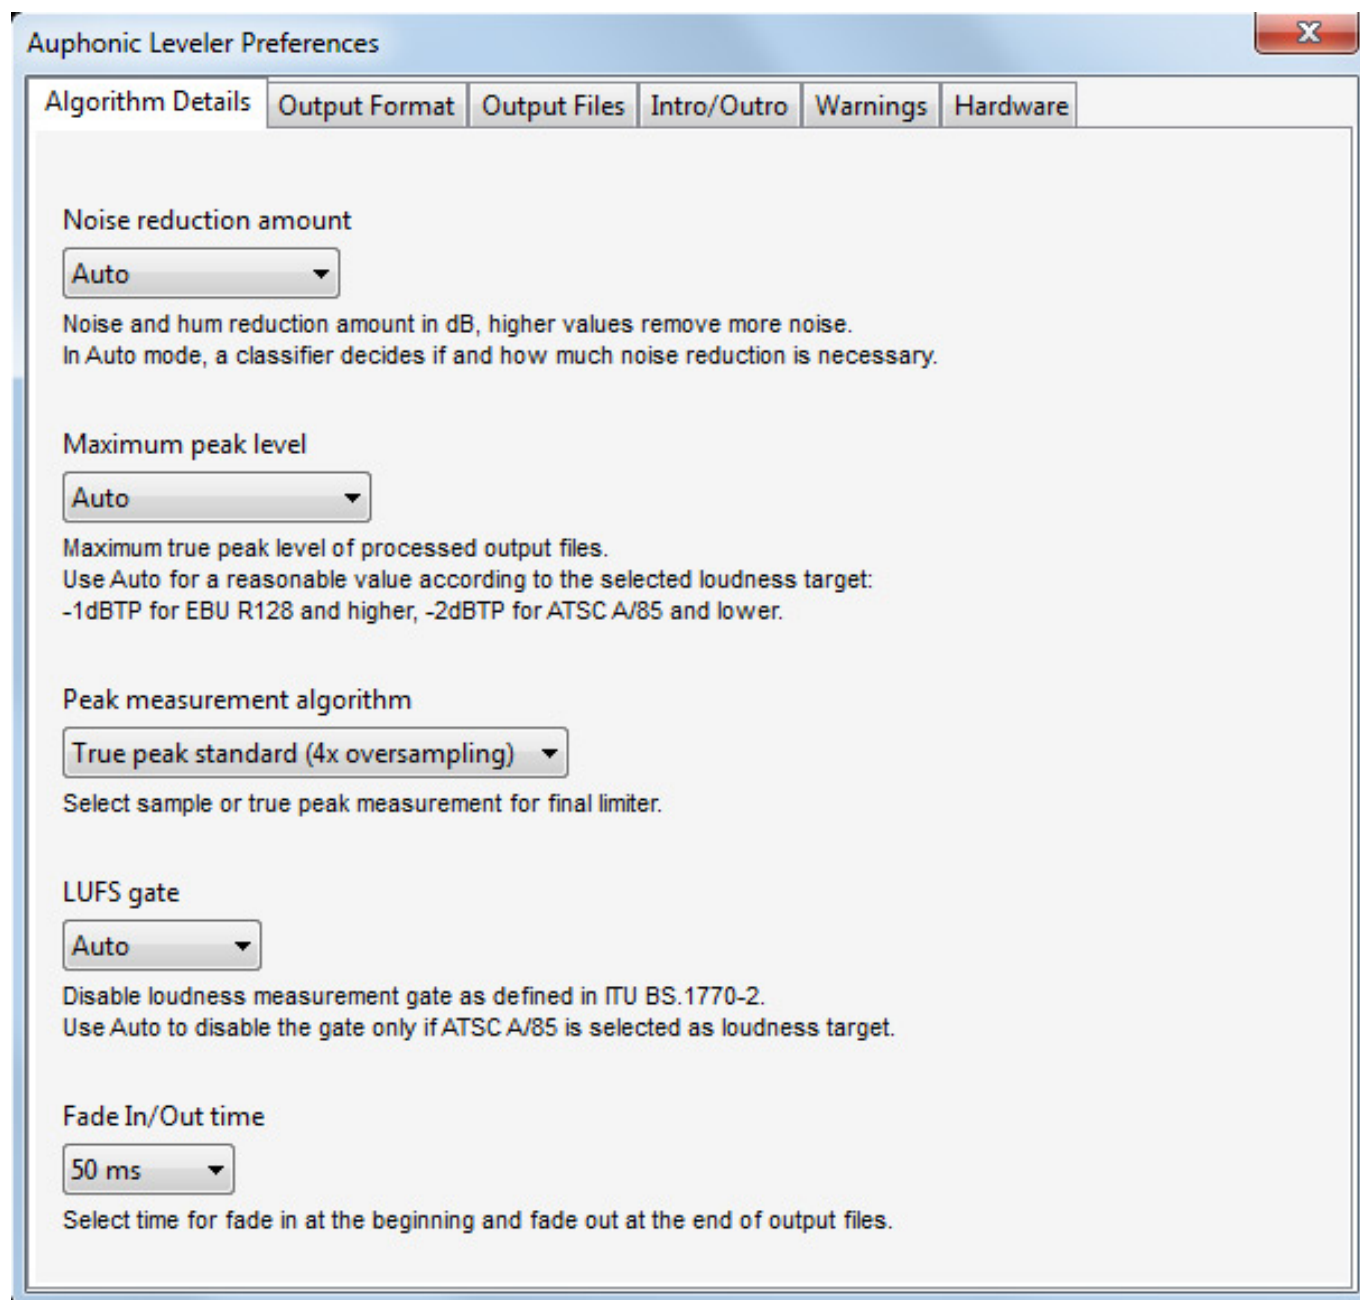 Auphonic Leveler Preferences
Algorithm Details Output Format Output Files Intro/Outro Warnings Hardware
Noise reduction amount
Auto
Noise and hum reduction amount in dB, higher values remove more noise.
In Auto mode, a classifier decides if and how much noise reduction is necessary.
Maximum peak level
Auto
Maximum true peak level of processed output files.
Use Auto for a reasonable value according to the selected loudness target:
-1dBTP for EBU R128 and higher, -2dBTP for ATSC A/85 and lower.
Peak measurement algorithm
True peak standard (4x oversampling)
Select sample or true peak measurement for final limiter.
LUFS gate
Auto
Disable loudness measurement gate as defined in ITU BS.1770-2.
Use Auto to disable the gate only if ATSC A/85 is selected as loudness target.
Fade In/Out time
50 ms
Select time for fade in at the beginning and fade out at the end of output files.